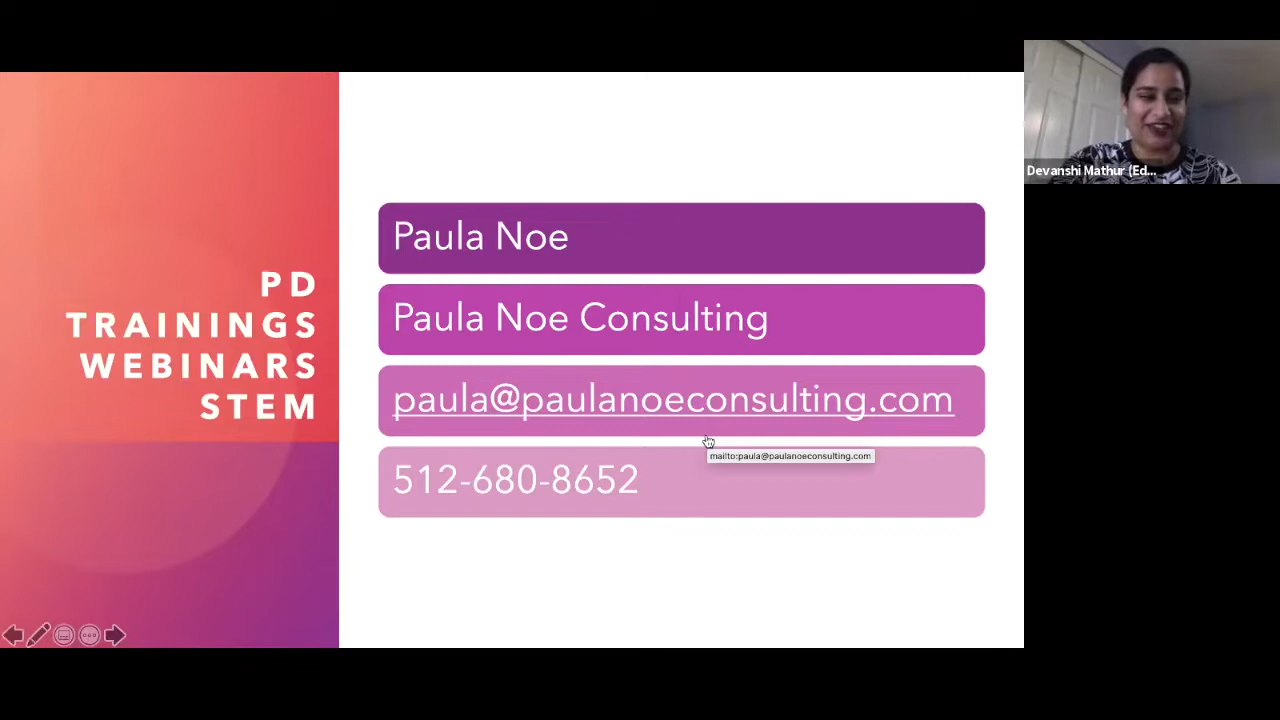 PD
TRAININGS
WEBINARS
STEM
Paula Noe
Paula Noe Consulting
paula@paulanoeconsulting.com
mailto:paula@paulanoeconsulting.com
512-680-8652
Devanshi Mathur (Ed...